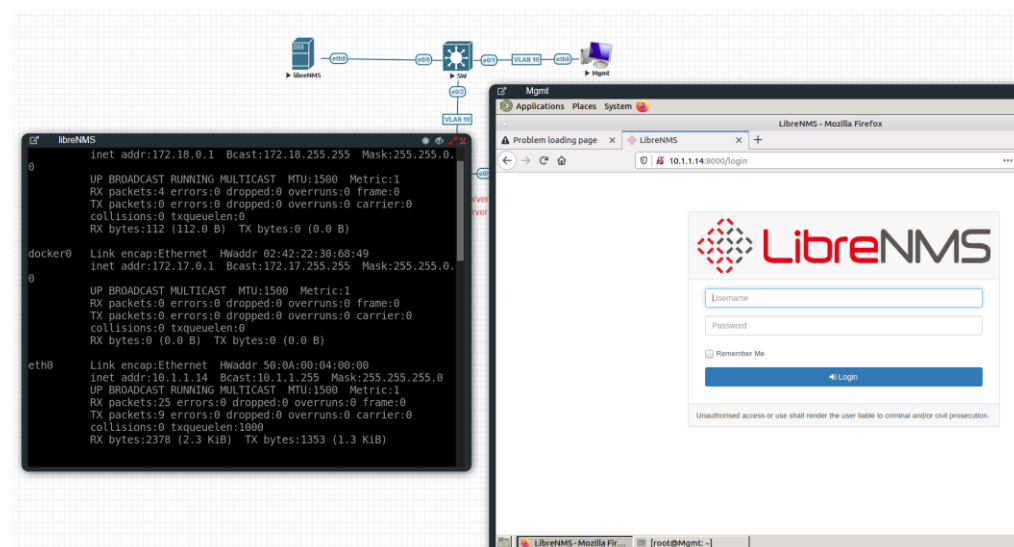 eth0
e0/0
e0/1
VLAN 10
eth0
libreNMS
SW
Mgmt
e0/2
VLAN 10
libreNMS
inet addr:172.18.0.1 Bcast:172.18.255.255 Mask:255.255.0.
0
UP BROADCAST RUNNING MULTICAST MTU:1500 Metric:1
RX packets:4 errors:0 dropped:0 overruns:0 frame:0
TX packets:0 errors:0 dropped:0 overruns:0 carrier:0
collisions:0 txqueuelen:0
RX bytes:112 (112.0 B) TX bytes:0 (0.0 B)
docker0 Link encap:Ethernet HWaddr 02:42:22:30:68:49
inet addr:172.17.0.1 Bcast:172.17.255.255 Mask:255.255.0.
0
UP BROADCAST MULTICAST MTU:1500 Metric:1
RX packets:0 errors:0 dropped:0 overruns:0 frame:0
TX packets:0 errors:0 dropped:0 overruns:0 carrier:0
collisions:0 txqueuelen:0
RX bytes:0 (0.0 B) TX bytes:0 (0.0 B)
eth0 Link encap:Ethernet HWaddr 50:0A:00:04:00:00
inet addr:10.1.1.14 Bcast:10.1.1.255 Mask:255.255.255.0
UP BROADCAST RUNNING MULTICAST MTU:1500 Metric:1
RX packets:25 errors:0 dropped:0 overruns:0 frame:0
TX packets:9 errors:0 dropped:0 overruns:0 carrier:0
collisions:0 txqueuelen:1000
RX bytes:2378 (2.3 KiB) TX bytes:1353 (1.3 KiB)
Mgmt
Applications Places System
LibreNMS - Mozilla Firefox
Problem loading page
LibreNMS
10.1.1.14:8000/login
LibreNMS
Username
Password
Remember Me
Login
Unauthorised access or use shall render the user liable to criminal and/or civil prosecution.
LibreNMS - Mozilla Fir...
[root@Mgmt: ~]